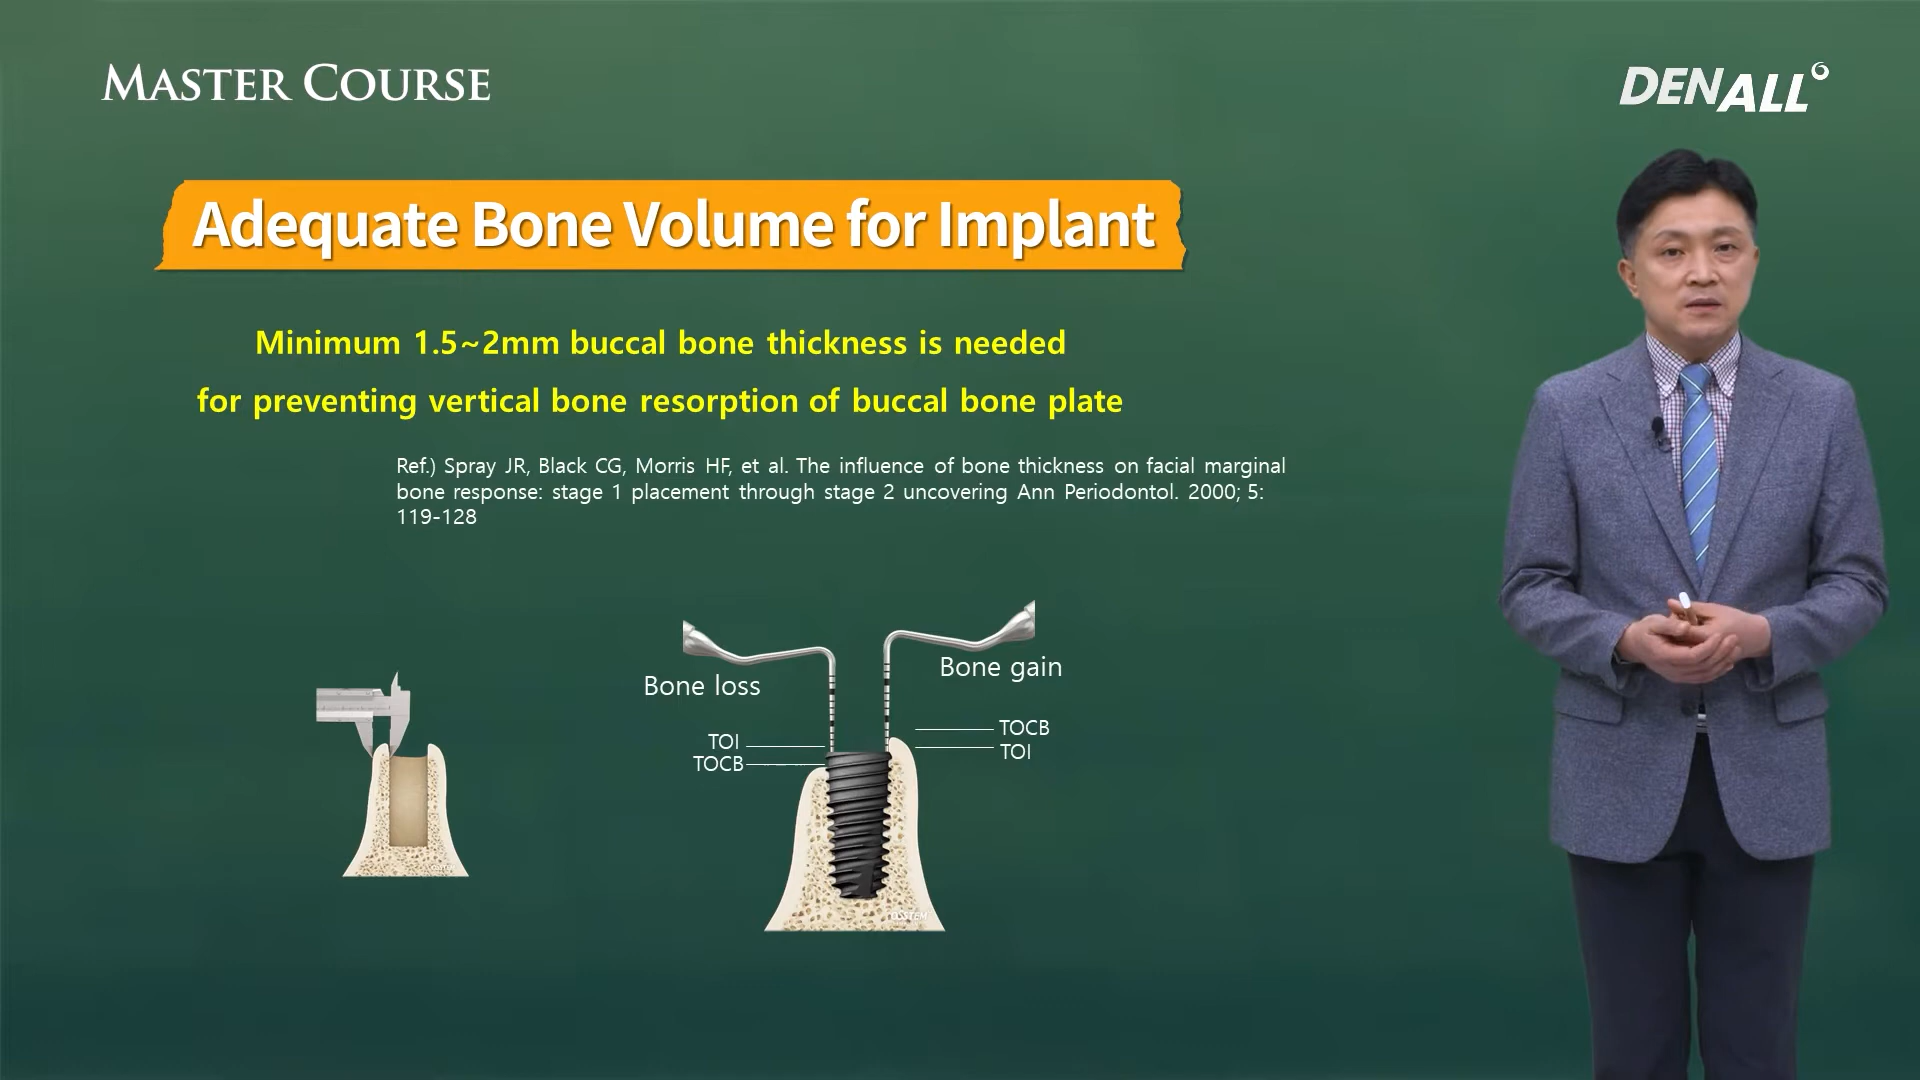 MASTER COURSE
DENALL
Adequate Bone Volume for Implant
Minimum 1.5~2mm buccal bone thickness is needed
for preventing vertical bone resorption of buccal bone plate
Ref.) Spray JR, Black CG, Morris HF, et al. The influence of bone thickness on facial marginal
bone response: stage 1 placement through stage 2 uncovering Ann Periodontol. 2000; 5:
119-128
Bone loss
Bone gain
TOI
TOCB
TOCB
TOI
OSSTEM